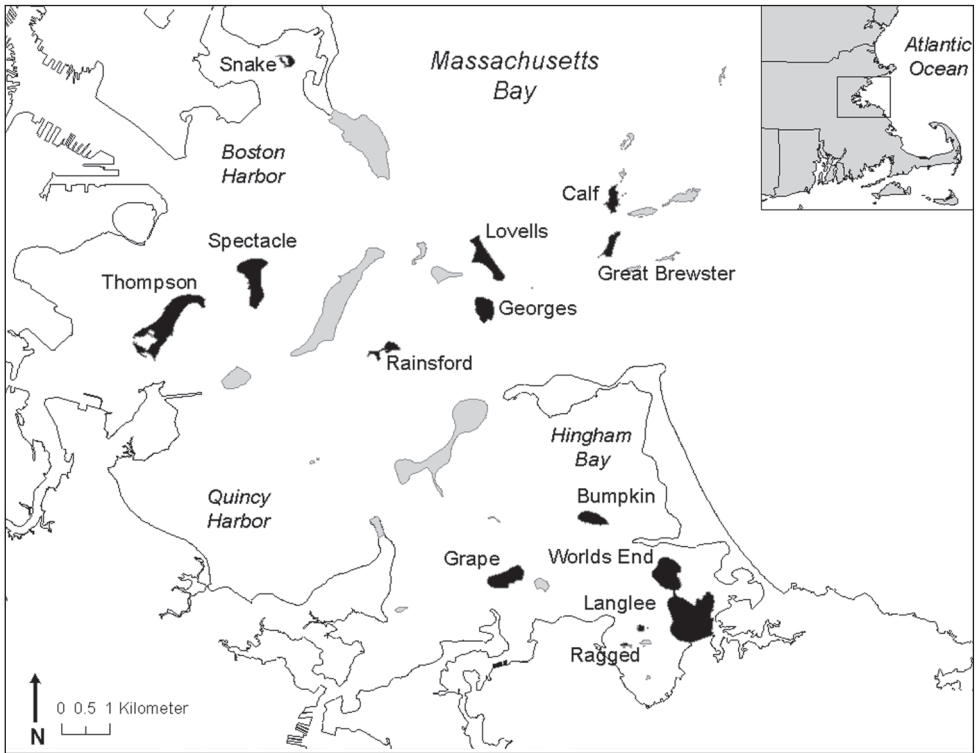 Massachusetts
Bay
Atlantic
Ocean
Snake
Boston
Harbor
Calf
Lovells
Spectacle
Great Brewster
Thompson
Georges
Rainsford
Hingham
Bay
Bumpkin
Quincy
Harbor
Grape
Worlds End
Langlee
Ragged
N
0 0.5 1 Kilometer